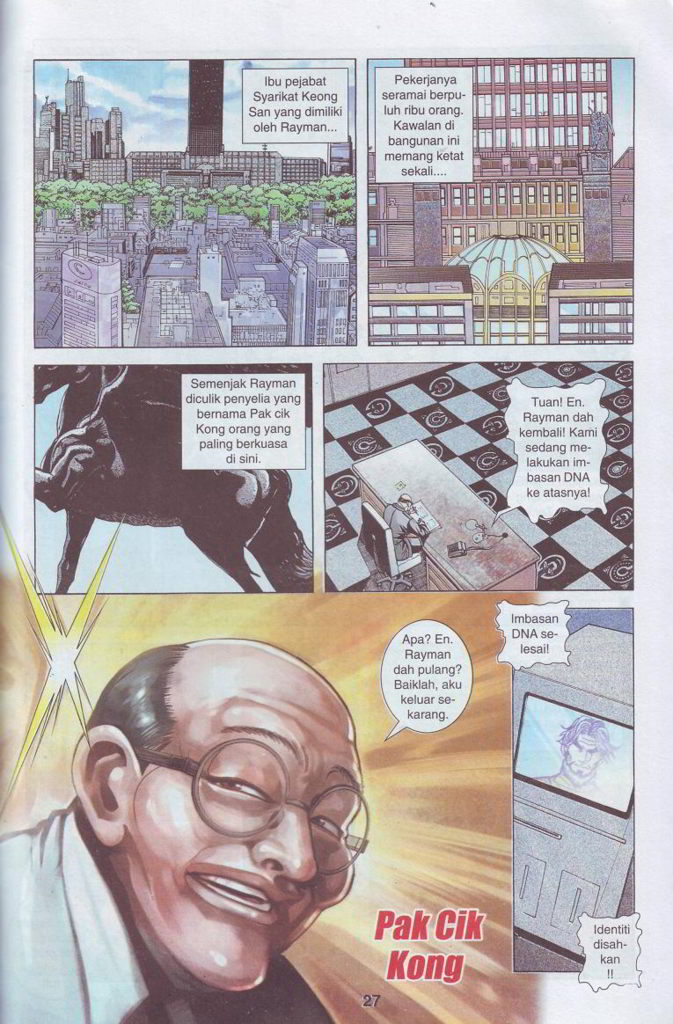 Ibu pejabat
Syarikat Keong
San yang dimiliki
oleh Rayman...
Pekerjanya
seramai berpu-
luh ribu orang.
Kawalan di
bangunan ini
memang ketat
sekali....
Semenjak Rayman
diculik penyelia yang
bernama Pak cik
Kong orang yang
paling berkuasa
di sini.
Tuan! En.
Rayman dah
kembali! Kami
sedang me-
lakukan im-
basan DNA
ke atasnya!
Apa? En.
Rayman
dah pulang?
Baiklah, aku
keluar se-
karang.
Imbasan
DNA se-
lesai!
Identiti
disah-
kan
!!
Pak Cik
Kong
27